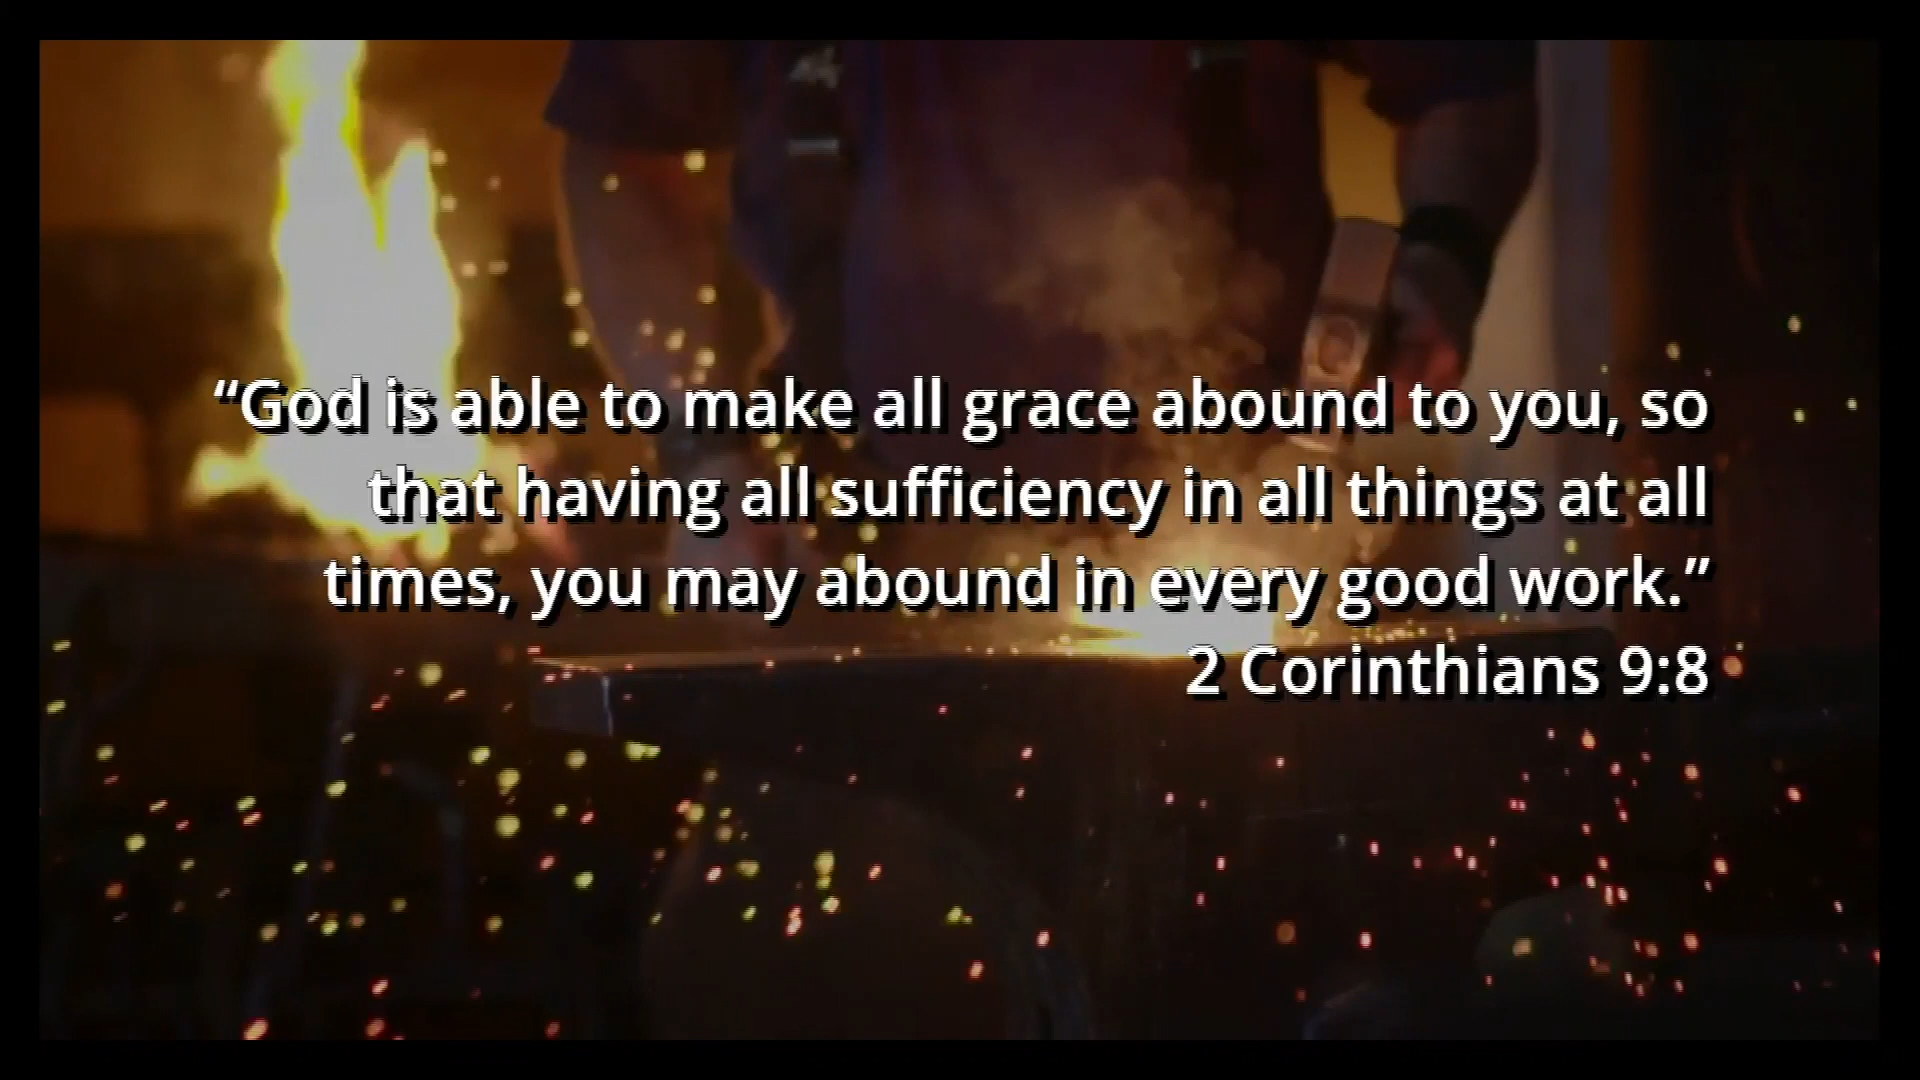 “God is able to make all grace abound to you, so
that having all sufficiency in all things at all
times, you may abound in every good work.”
2 Corinthians 9:8